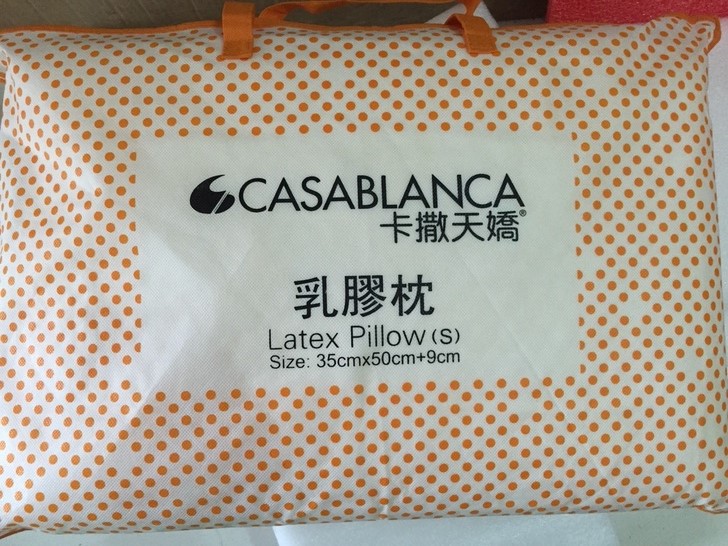 CASABLANCA
卡撒天嬌®
乳膠枕
Latex Pillow (S)
Size: 35cmx50cm+9cm